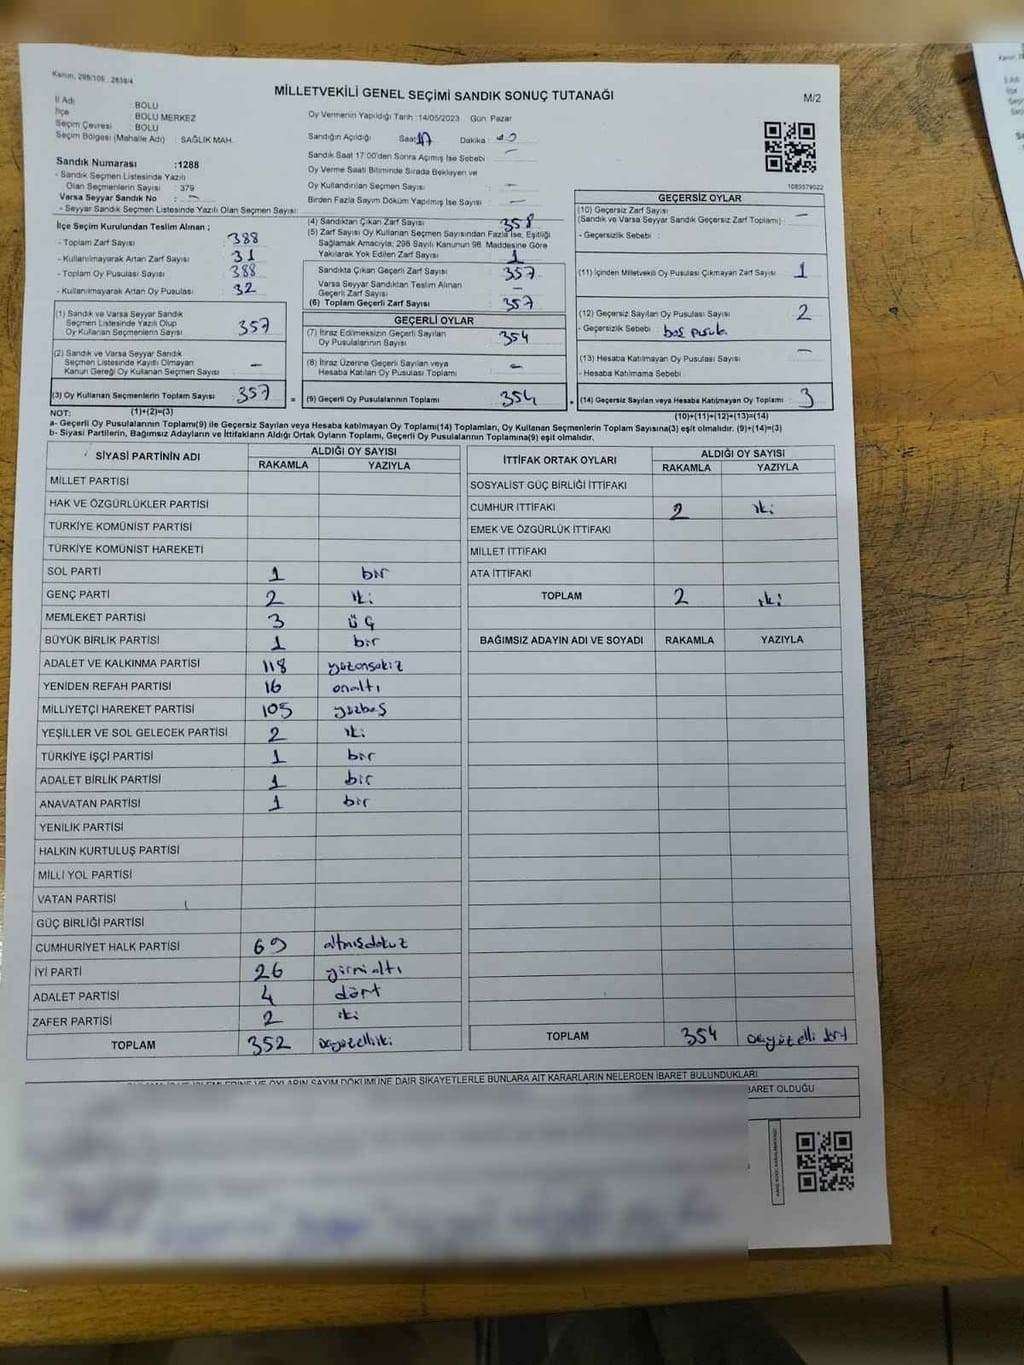 Kanun, 298/105 . 2839/4
MİLLETVEKİLİ GENEL SEÇİMİ SANDIK SONUÇ TUTANAĞI
M/2
İl Adı BOLU
İlçe BOLU MERKEZ
Seçim Çevresi BOLU
Seçim Bölgesi (Mahalle Adı) SAĞLIK MAH.
Oy Vermenin Yapıldığı Tarih :14/05/2023 Gün: Pazar
Sandığın Açıldığı Saat 17 Dakika :
Sandık Saat 17:00'den Sonra Açımış İse Sebebi —
Oy Verme Saati Bitiminde Sırada Bekleyen ve
Oy Kullandırılan Seçmen Sayısı —
Birden Fazla Sayım Döküm Yapılmış İse Sayısı —
1083579022
Sandık Numarası :1288
- Sandık Seçmen Listesinde Yazılı
Olan Seçmenlerin Sayısı : 379
Varsa Seyyar Sandık No : —
- Seyyar Sandık Seçmen Listesinde Yazılı Olan Seçmen Sayısı:
İlçe Seçim Kurulundan Teslim Alınan ;
- Toplam Zarf Sayısı 388
- Kullanılmayarak Artan Zarf Sayısı 31
- Toplam Oy Pusulası Sayısı 388
- Kullanılmayarak Artan Oy Pusulası 32
(1) Sandık ve Varsa Seyyar Sandık
Seçmen Listesinde Yazılı Olup
Oy Kullanan Seçmenlerin Sayısı 357
(2) Sandık ve Varsa Seyyar Sandık
Seçmen Listesinde Kayıtlı Olmayan
Kanun Gereği Oy Kullanan Seçmen Sayısı —
(3) Oy Kullanan Seçmenlerin Toplam Sayısı 357
(4) Sandıktan Çıkan Zarf Sayısı 358
(5) Zarf Sayısı Oy Kullanan Seçmen Sayısından Fazla İse, Eşitliği
Sağlamak Amacıyla; 298 Sayılı Kanunun 98. Maddesine Göre
Yakılarak Yok Edilen Zarf Sayısı 1
Sandıkta Çıkan Geçerli Zarf Sayısı 357
Varsa Seyyar Sandıktan Teslim Alınan
Geçerli Zarf Sayısı —
(6) Toplam Geçerli Zarf Sayısı 357
GEÇERLİ OYLAR
(7) İtiraz Edilmeksizin Geçerli Sayılan
Oy Pusulalarının Sayısı 354
(8) İtiraz Üzerine Geçerli Sayılan veya
Hesaba Katılan Oy Pusulası Toplamı —
= (9) Geçerli Oy Pusulalarının Toplamı 354
GEÇERSİZ OYLAR
(10) Geçersiz Zarf Sayısı
(Sandık ve Varsa Seyyar Sandık Geçersiz Zarf Toplamı) : —
- Geçersizlik Sebebi :
(11) İçinden Milletvekili Oy Pusulası Çıkmayan Zarf Sayısı 1
(12) Geçersiz Sayılan Oy Pusulası Sayısı 2
- Geçersizlik Sebebi boş pusula
(13) Hesaba Katılmayan Oy Pusulası Sayısı —
- Hesaba Katılmama Sebebi
(14) Geçersiz Sayılan veya Hesaba Katılmayan Oy Toplamı 3
NOT: (1)+(2)=(3) (10)+(11)+(12)+(13)=(14)
a- Geçerli Oy Pusulalarının Toplamı(9) ile Geçersiz Sayılan veya Hesaba katılmayan Oy Toplamı(14) Toplamları, Oy Kullanan Seçmenlerin Toplam Sayısına(3) eşit olmalıdır. (9)+(14)=(3)
b- Siyasi Partilerin, Bağımsız Adayların ve İttifakların Aldığı Ortak Oyların Toplamı, Geçerli Oy Pusulalarının Toplamına(9) eşit olmalıdır.
SİYASİ PARTİNİN ADI ALDIĞI OY SAYISI
RAKAMLA YAZIYLA
MİLLET PARTİSİ
HAK VE ÖZGÜRLÜKLER PARTİSİ
TÜRKİYE KOMÜNİST PARTİSİ
TÜRKİYE KOMÜNİST HAREKETİ
SOL PARTİ 1 bir
GENÇ PARTİ 2 iki
MEMLEKET PARTİSİ 3 üç
BÜYÜK BİRLİK PARTİSİ 1 bir
ADALET VE KALKINMA PARTİSİ 118 yüzonsekiz
YENİDEN REFAH PARTİSİ 16 onaltı
MİLLİYETÇİ HAREKET PARTİSİ 105 yüzbeş
YEŞİLLER VE SOL GELECEK PARTİSİ 2 iki
TÜRKİYE İŞÇİ PARTİSİ 1 bir
ADALET BİRLİK PARTİSİ 1 bir
ANAVATAN PARTİSİ 1 bir
YENİLİK PARTİSİ
HALKIN KURTULUŞ PARTİSİ
MİLLİ YOL PARTİSİ
VATAN PARTİSİ
GÜÇ BİRLİĞİ PARTİSİ
CUMHURİYET HALK PARTİSİ 69 altmışdokuz
İYİ PARTİ 26 yirmialtı
ADALET PARTİSİ 4 dört
ZAFER PARTİSİ 2 iki
TOPLAM 352 üçyüzelliiki
İTTİFAK ORTAK OYLARI ALDIĞI OY SAYISI
RAKAMLA YAZIYLA
SOSYALİST GÜÇ BİRLİĞİ İTTİFAKI
CUMHUR İTTİFAKI 2 iki
EMEK VE ÖZGÜRLÜK İTTİFAKI
MİLLET İTTİFAKI
ATA İTTİFAKI
TOPLAM 2 iki
BAĞIMSIZ ADAYIN ADI VE SOYADI RAKAMLA YAZIYLA
TOPLAM 354 üçyüzelli dört
OYLARIN SAYIM DÖKÜMÜNE DAİR ŞİKAYETLERLE BUNLARA AİT KARARLARIN NELERDEN İBARET BULUNDUKLARI
İBARET OLDUĞU